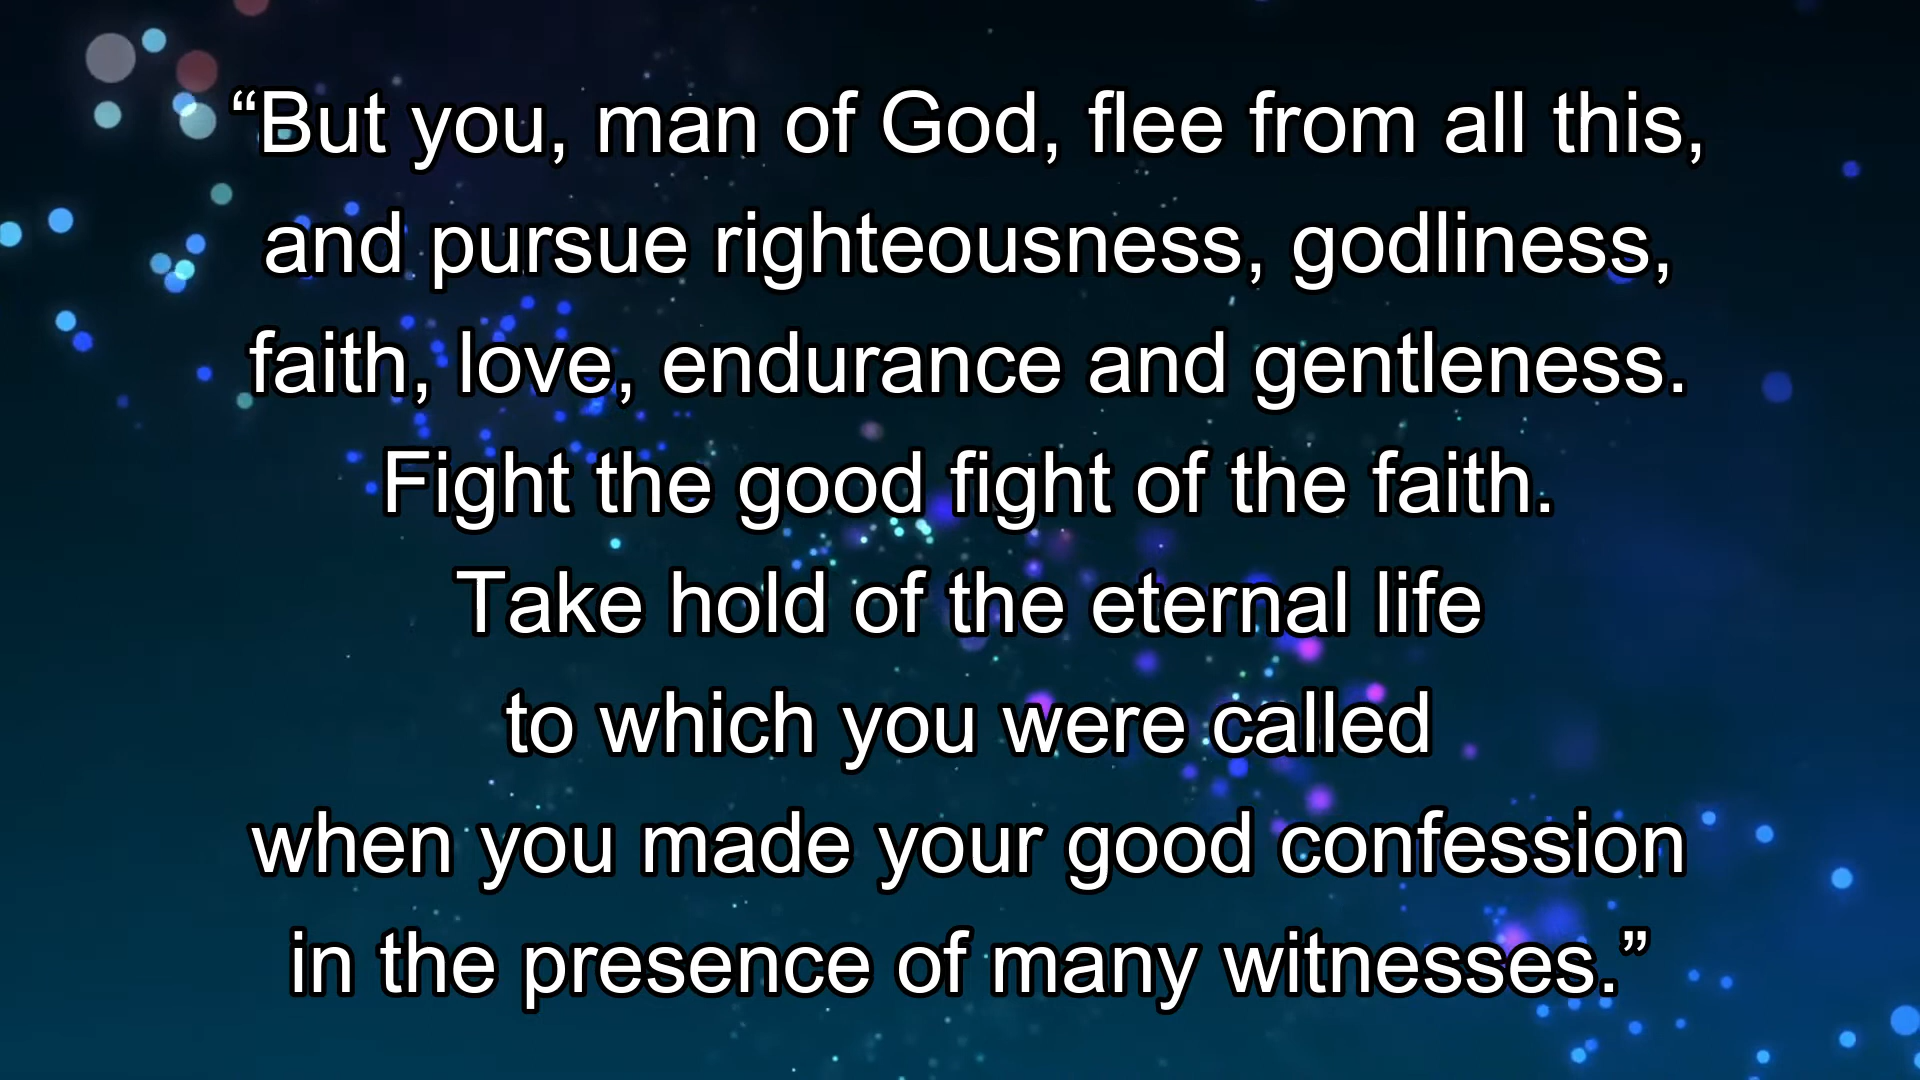 “But you, man of God, flee from all this,
and pursue righteousness, godliness,
faith, love, endurance and gentleness.
Fight the good fight of the faith.
Take hold of the eternal life
to which you were called
when you made your good confession
in the presence of many witnesses.”